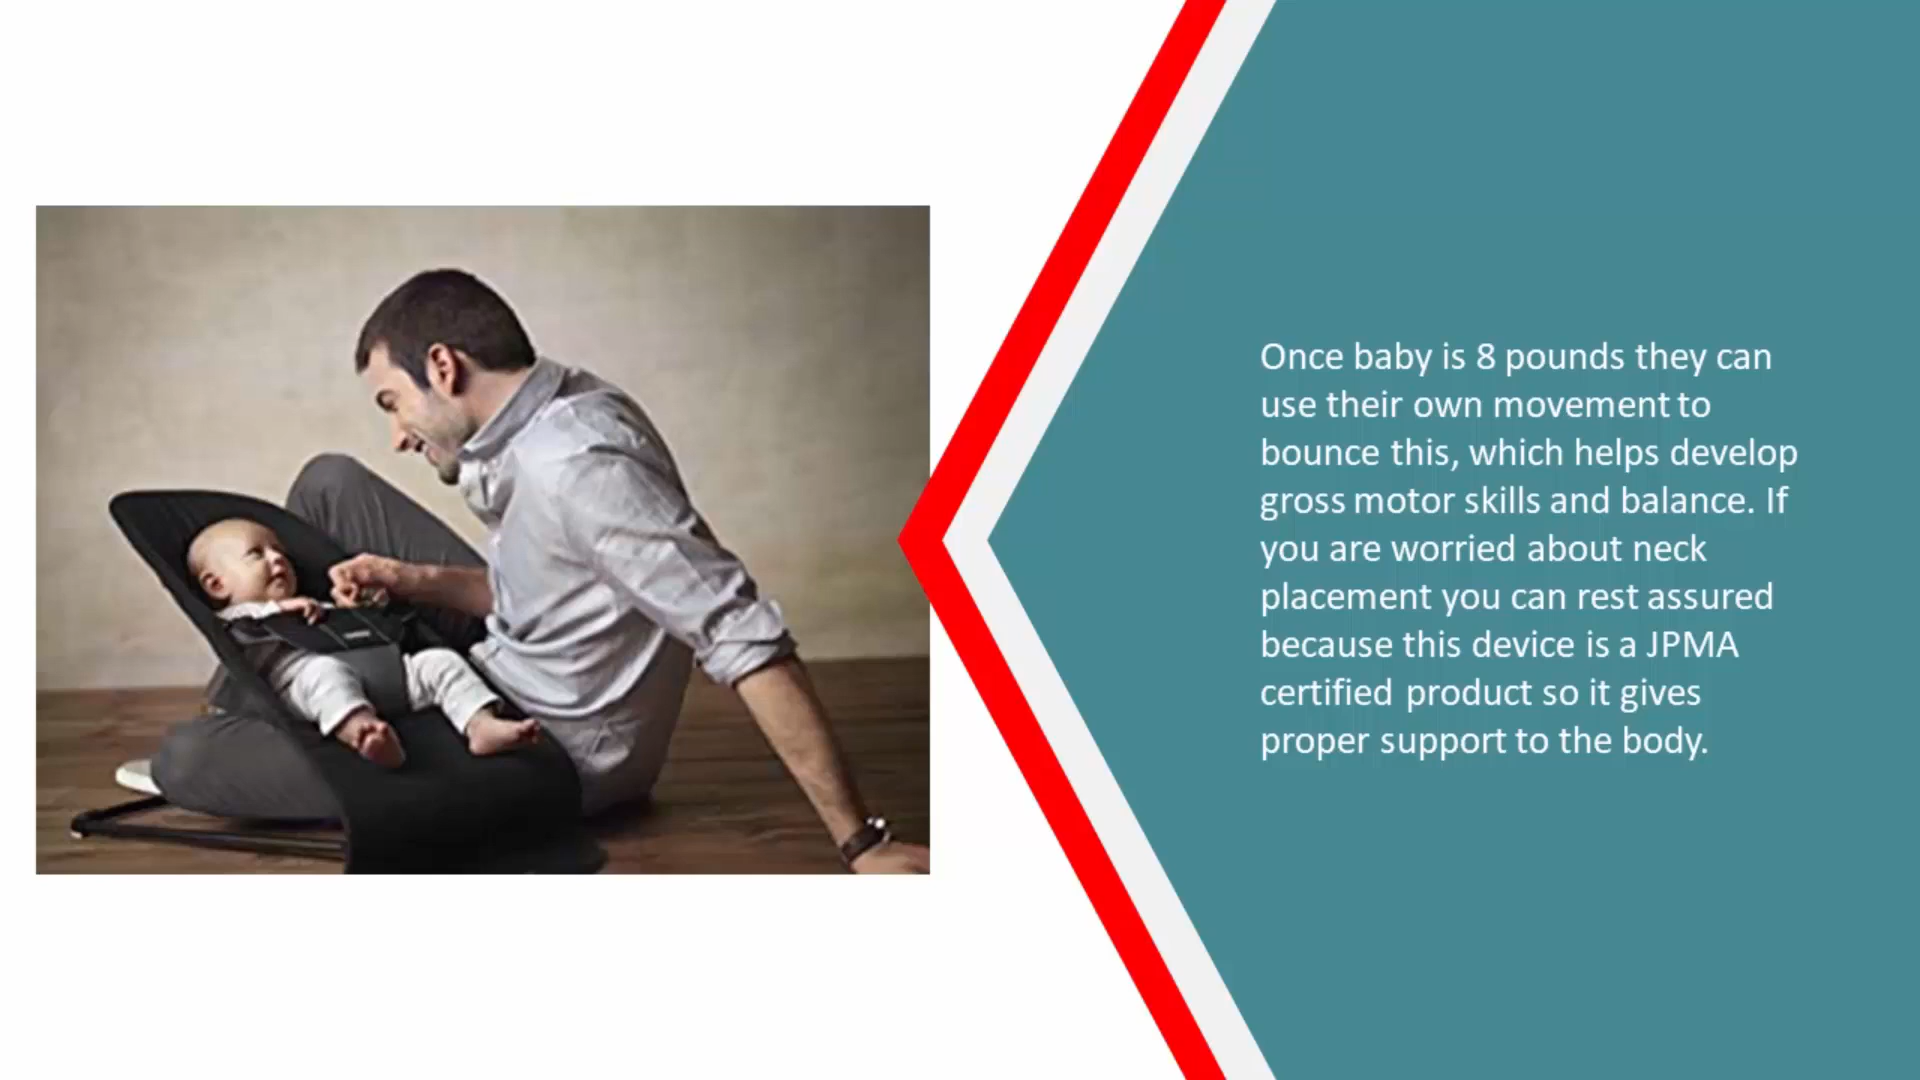 Once baby is 8 pounds they can
use their own movement to
bounce this, which helps develop
gross motor skills and balance. If
you are worried about neck
placement you can rest assured
because this device is a JPMA
certified product so it gives
proper support to the body.